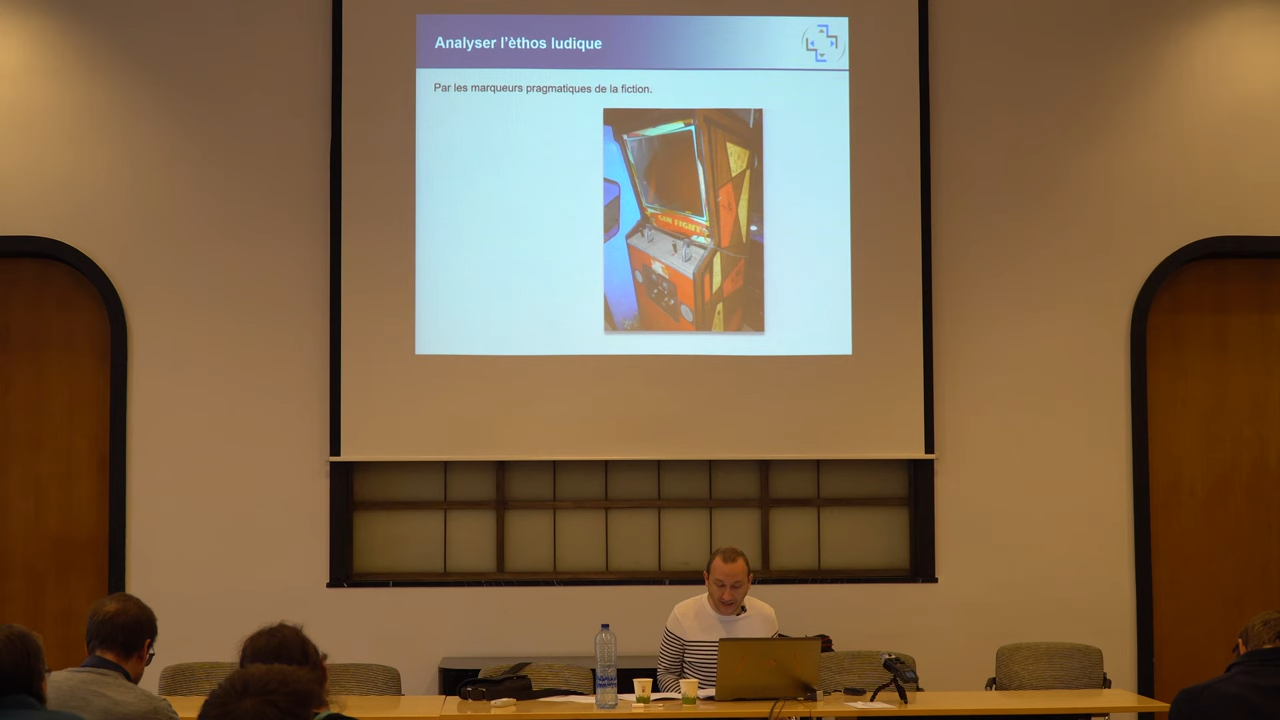 Analyser l'èthos ludique
Par les marqueurs pragmatiques de la fiction.
GUN FIGHT